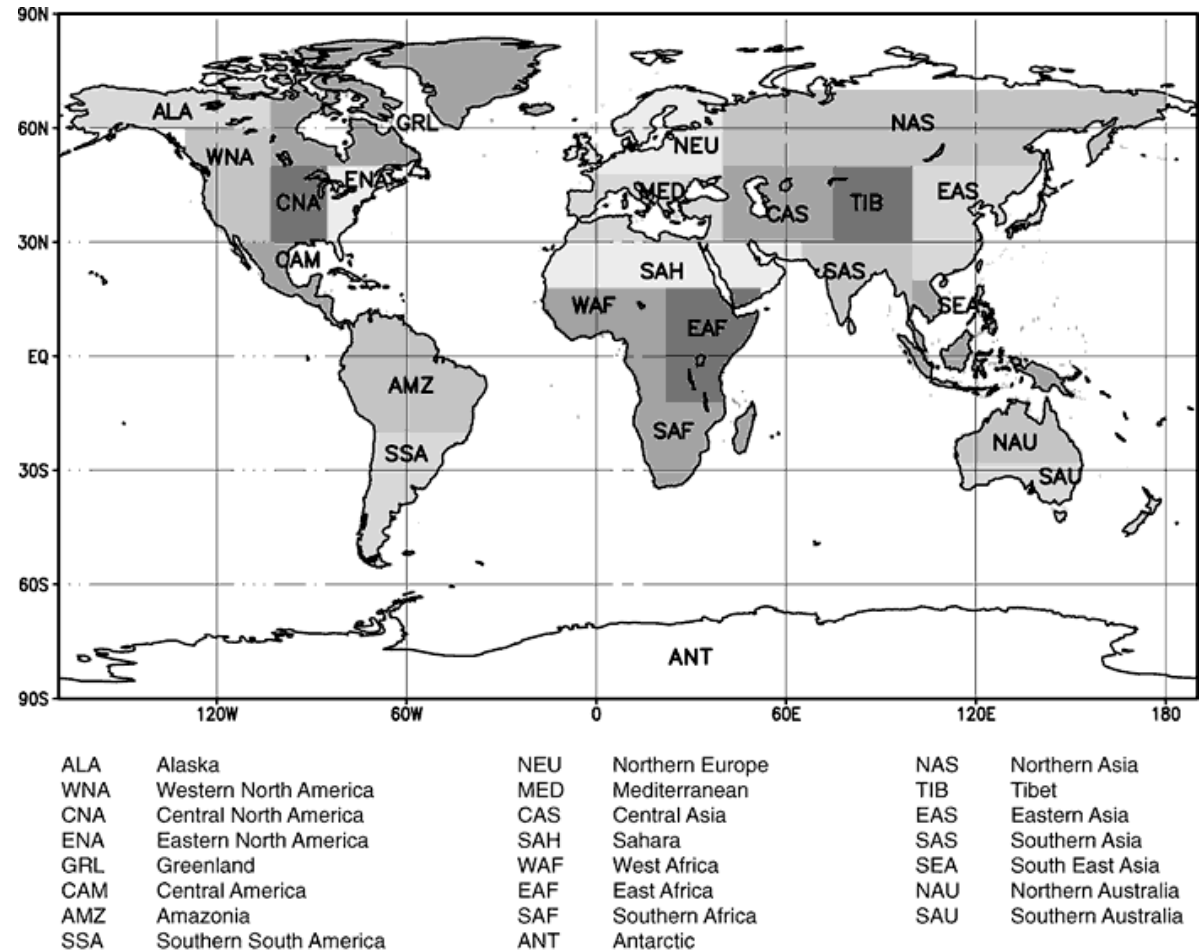 90N
ALA
60N
GRL
NAS
WNA
NEU
ENA
CNA
MED
CAS
TIB
EAS
30N
CAM
SAH
SAS
WAF
SEA
EAF
EQ
AMZ
SAF
NAU
SSA
30S
SAU
60S
ANT
90S
120W 60W 0 60E 120E 180
ALA Alaska NEU Northern Europe NAS Northern Asia
WNA Western North America MED Mediterranean TIB Tibet
CNA Central North America CAS Central Asia EAS Eastern Asia
ENA Eastern North America SAH Sahara SAS Southern Asia
GRL Greenland WAF West Africa SEA South East Asia
CAM Central America EAF East Africa NAU Northern Australia
AMZ Amazonia SAF Southern Africa SAU Southern Australia
SSA Southern South America ANT Antarctic